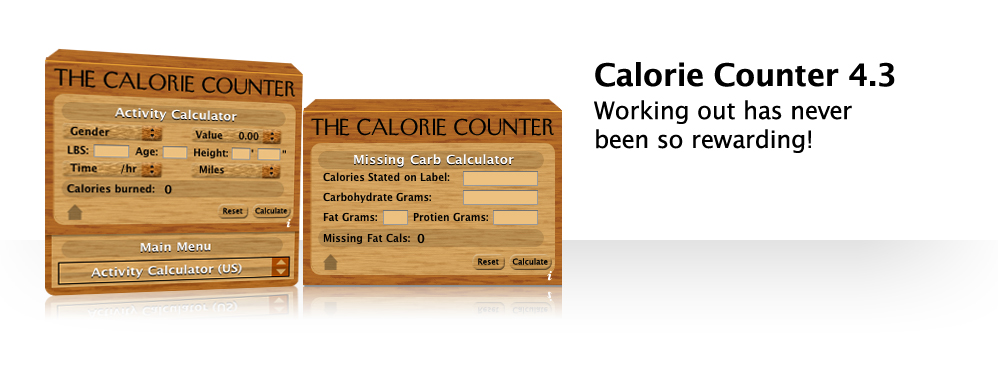 THE CALORIE COUNTER
Activity Calculator
Gender Value 0.00
LBS: Age: Height: ' "
Time /hr Miles
Calories burned: 0
Reset Calculate
i
Main Menu
Activity Calculator (US)
THE CALORIE COUNTER
Missing Carb Calculator
Calories Stated on Label:
Carbohydrate Grams:
Fat Grams: Protien Grams:
Missing Fat Cals: 0
Reset Calculate
i
Calorie Counter 4.3
Working out has never
been so rewarding!